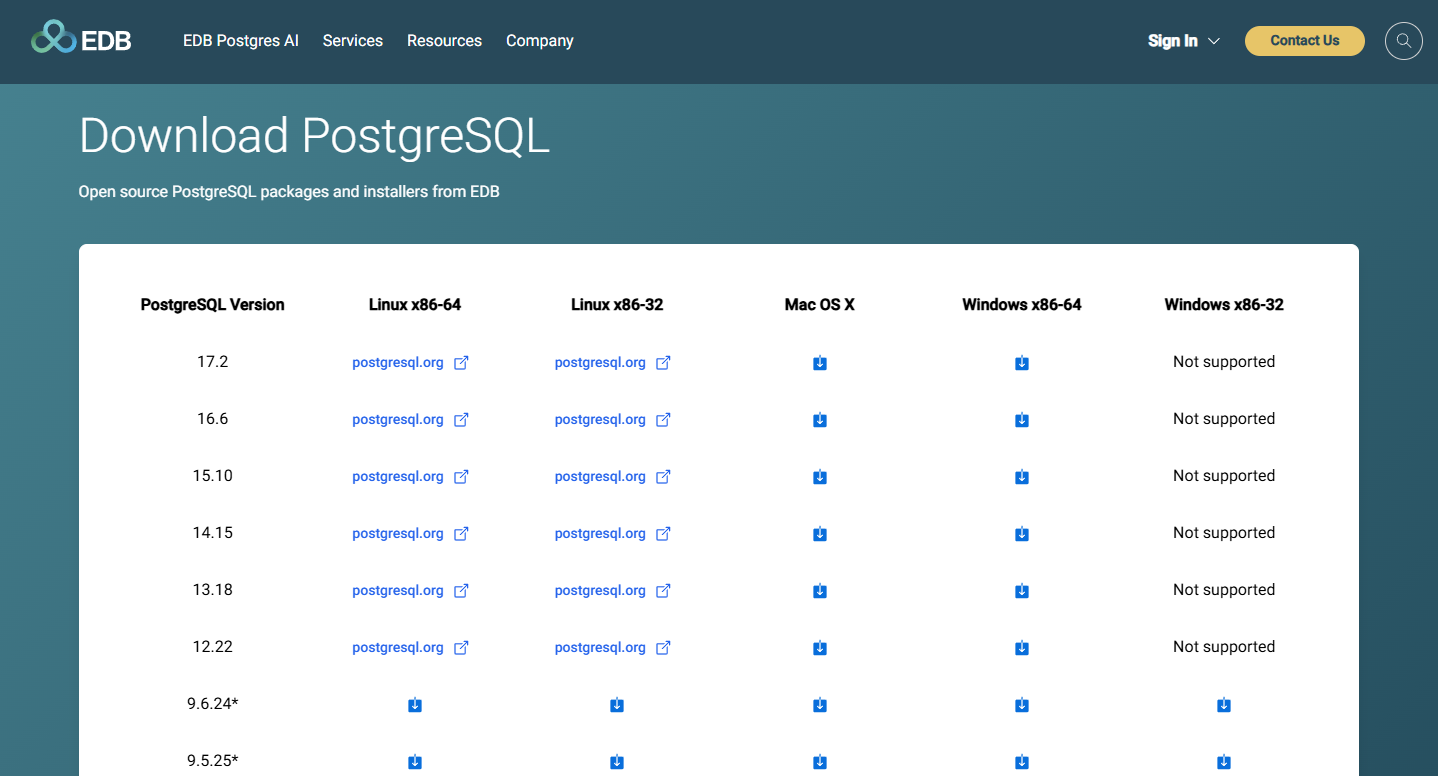 EDB EDB Postgres AI Services Resources Company Sign In Contact Us
Download PostgreSQL
Open source PostgreSQL packages and installers from EDB
PostgreSQL Version Linux x86-64 Linux x86-32 Mac OS X Windows x86-64 Windows x86-32
17.2 postgresql.org postgresql.org Not supported
16.6 postgresql.org postgresql.org Not supported
15.10 postgresql.org postgresql.org Not supported
14.15 postgresql.org postgresql.org Not supported
13.18 postgresql.org postgresql.org Not supported
12.22 postgresql.org postgresql.org Not supported
9.6.24*
9.5.25*